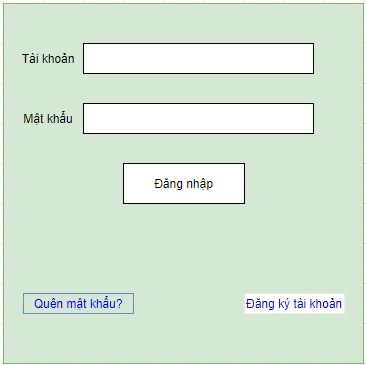 Tài khoản
Mật khẩu
Đăng nhập
Quên mật khẩu?
Đăng ký tài khoản